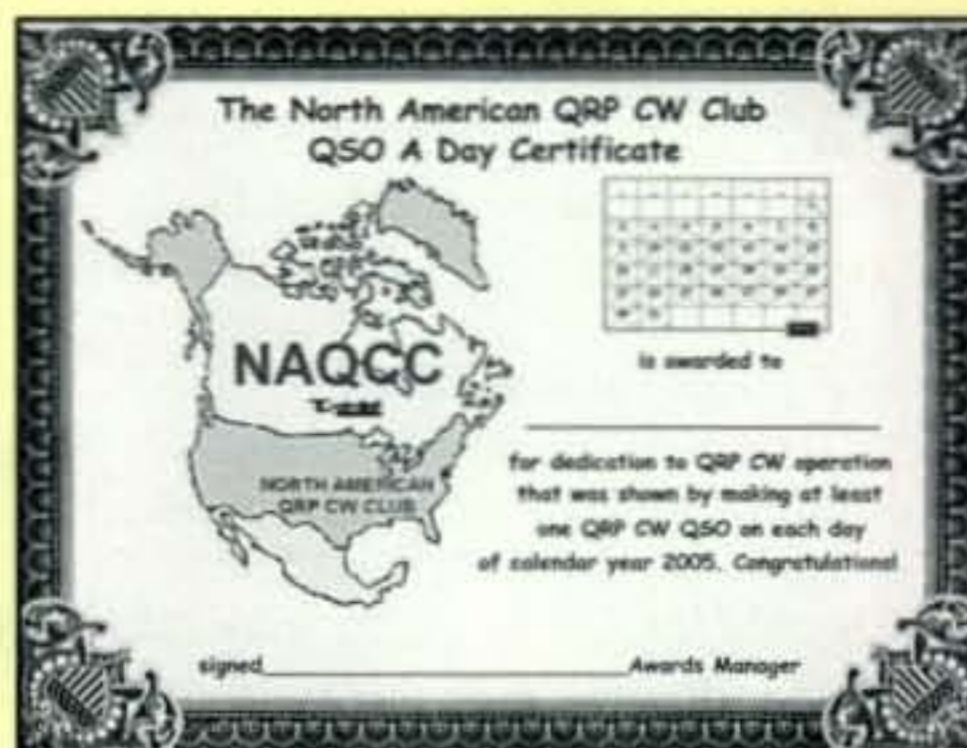 The North American QRP CW Club
QSO A Day Certificate
NAQCC
NORTH AMERICAN
QRP CW CLUB
is awarded to
for dedication to QRP CW operation
that was shown by making at least
one QRP CW QSO on each day
of calendar year 2005. Congratulations!
signed
Awards Manager